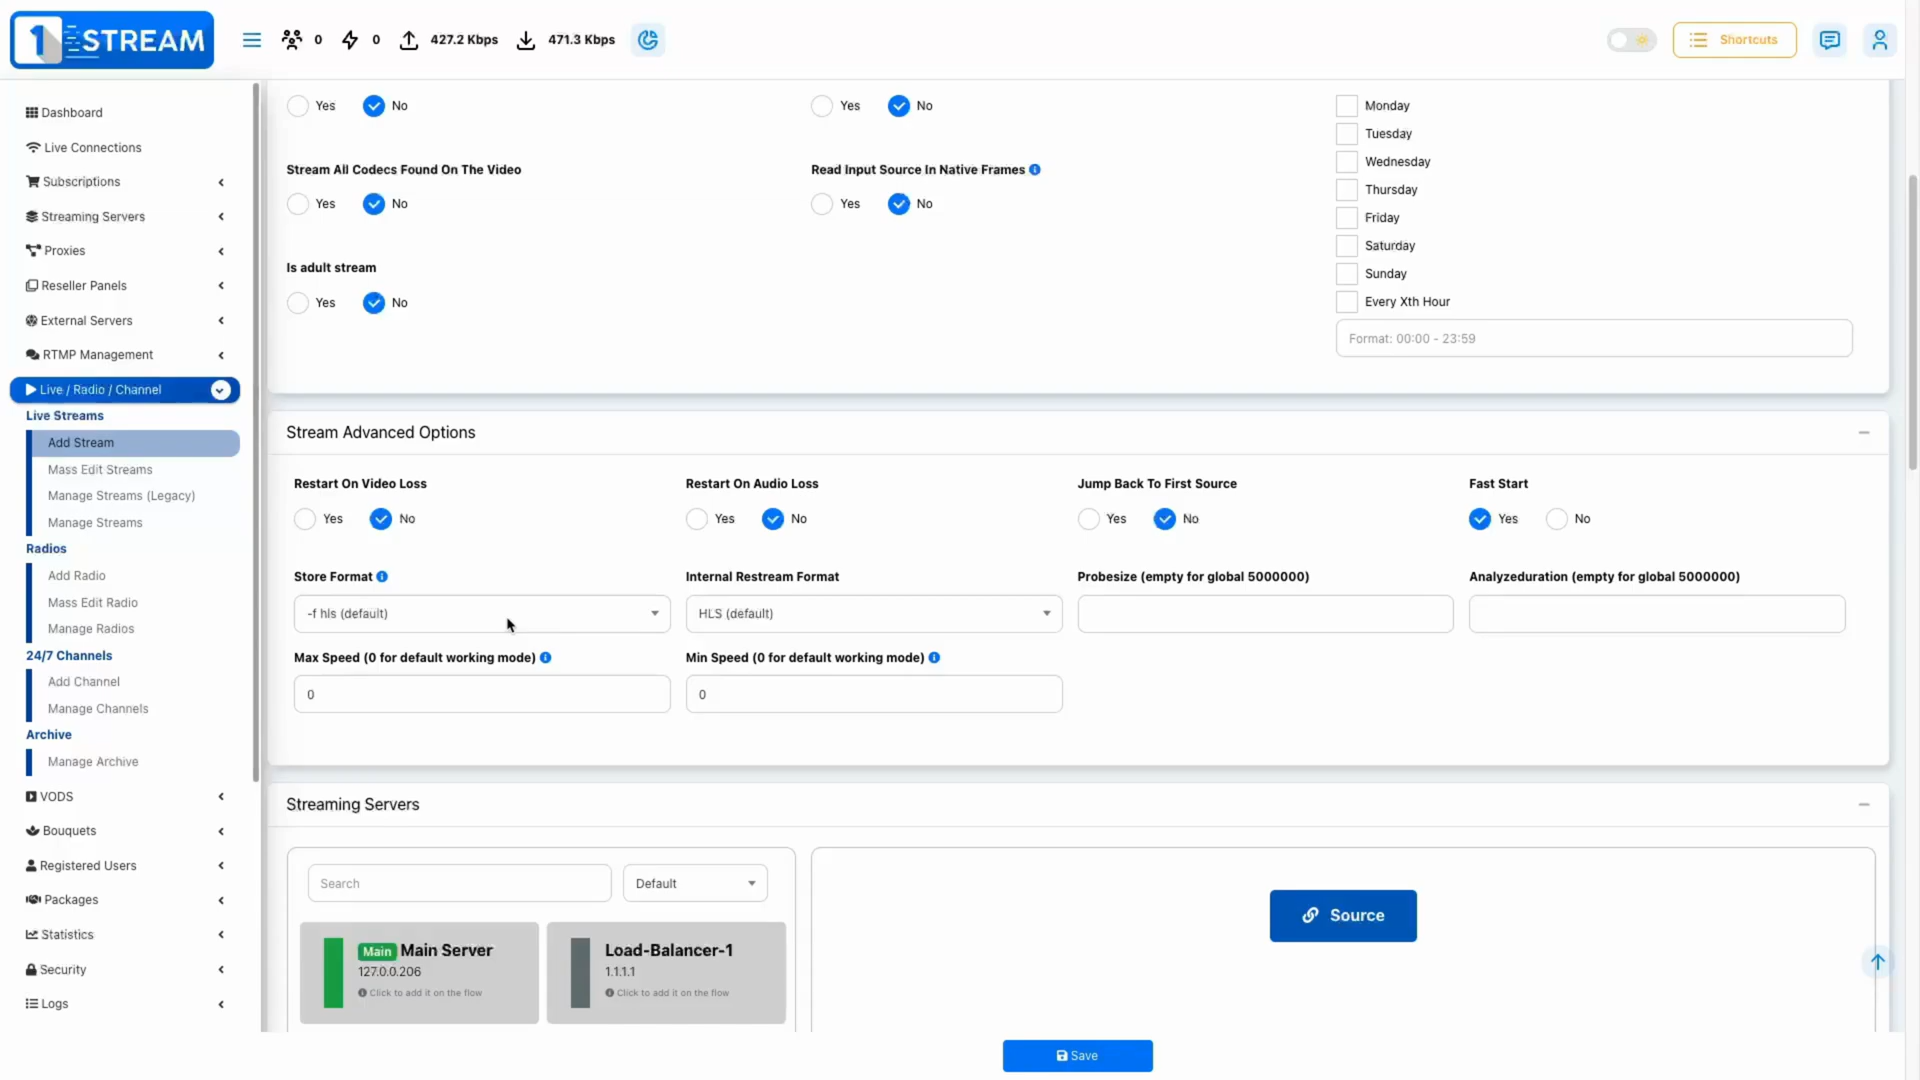 1 STREAM
0
0
427.2 Kbps
471.3 Kbps
Shortcuts
Dashboard
Live Connections
Subscriptions
Streaming Servers
Proxies
Reseller Panels
External Servers
RTMP Management
Live / Radio / Channel
Live Streams
Add Stream
Mass Edit Streams
Manage Streams (Legacy)
Manage Streams
Radios
Add Radio
Mass Edit Radio
Manage Radios
24/7 Channels
Add Channel
Manage Channels
Archive
Manage Archive
VODS
Bouquets
Registered Users
Packages
Statistics
Security
Logs
Yes No
Yes No
Stream All Codecs Found On The Video
Yes No
Read Input Source In Native Frames
Yes No
Is adult stream
Yes No
Monday
Tuesday
Wednesday
Thursday
Friday
Saturday
Sunday
Every Xth Hour
Format: 00:00 - 23:59
Stream Advanced Options
Restart On Video Loss
Yes No
Restart On Audio Loss
Yes No
Jump Back To First Source
Yes No
Fast Start
Yes No
Store Format
-f hls (default)
Internal Restream Format
HLS (default)
Probesize (empty for global 5000000)
Analyzeduration (empty for global 5000000)
Max Speed (0 for default working mode)
0
Min Speed (0 for default working mode)
0
Streaming Servers
Search
Default
Main Main Server
127.0.0.206
Click to add it on the flow
Load-Balancer-1
1.1.1.1
Click to add it on the flow
Source
Save